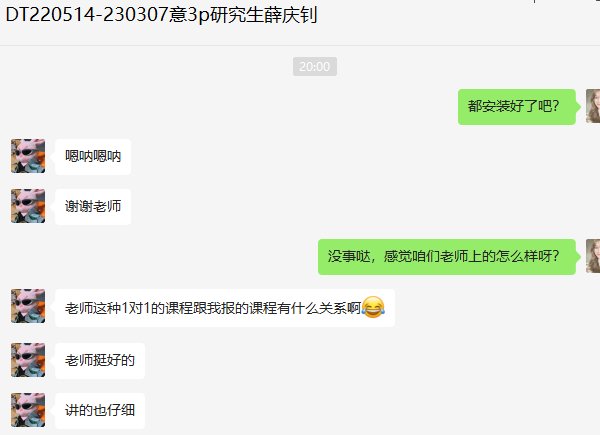 DT220514-230307意3p研究生薛庆钊
20:00
都安装好了吧？
嗯呐嗯呐
谢谢老师
没事哒，感觉咱们老师上的怎么样呀？
老师这种1对1的课程跟我报的课程有什么关系啊😂
老师挺好的
讲的也仔细